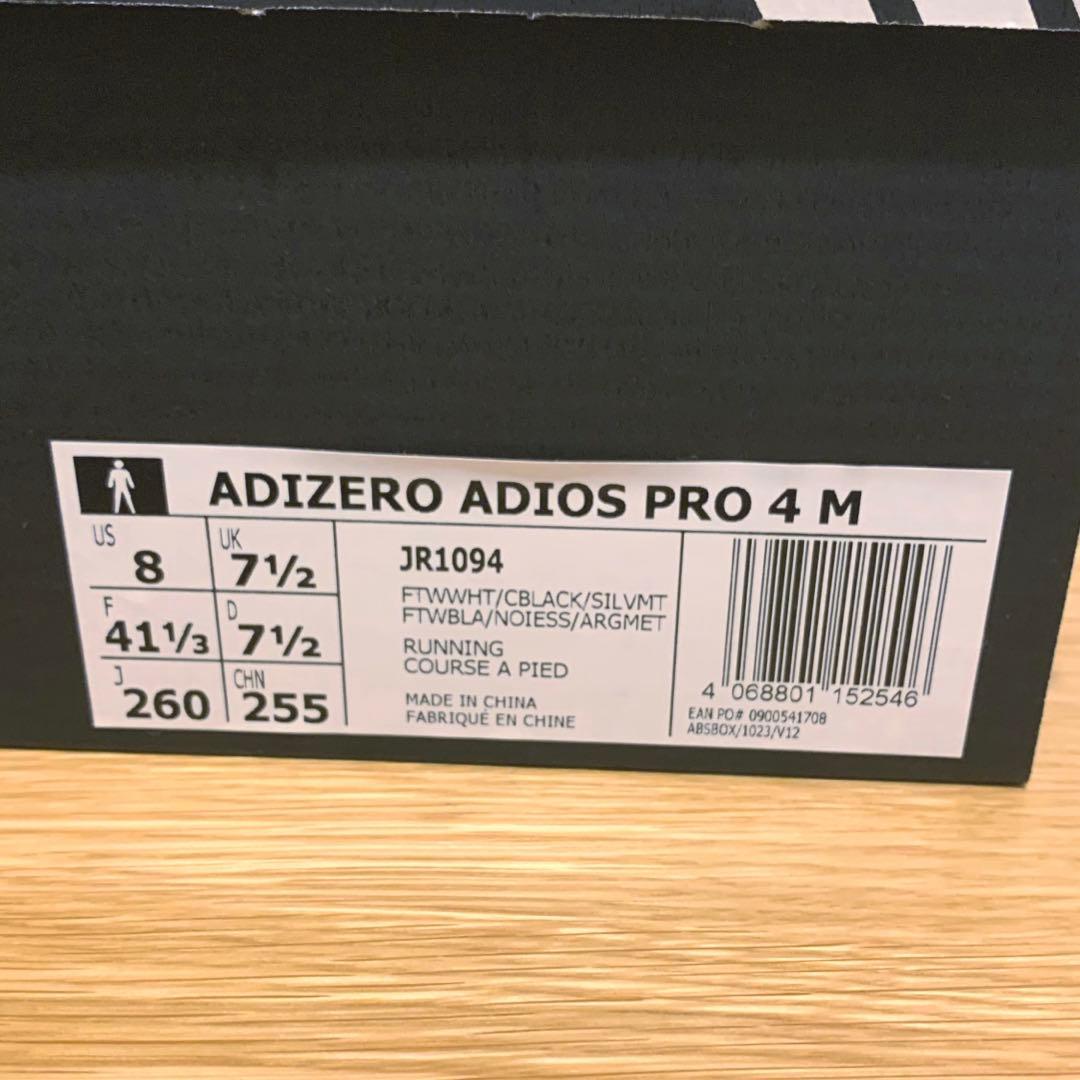 ADIZERO ADIOS PRO 4 M
US 8
UK 7½
F 41⅓
D 7½
J 260
CHN 255
JR1094
FTWWHT/CBLACK/SILVMT
FTWBLA/NOIESS/ARGMET
RUNNING
COURSE A PIED
MADE IN CHINA
FABRIQUÉ EN CHINE
4 068801 152546
EAN PO# 0900541708
ABSBOX/1023/V12